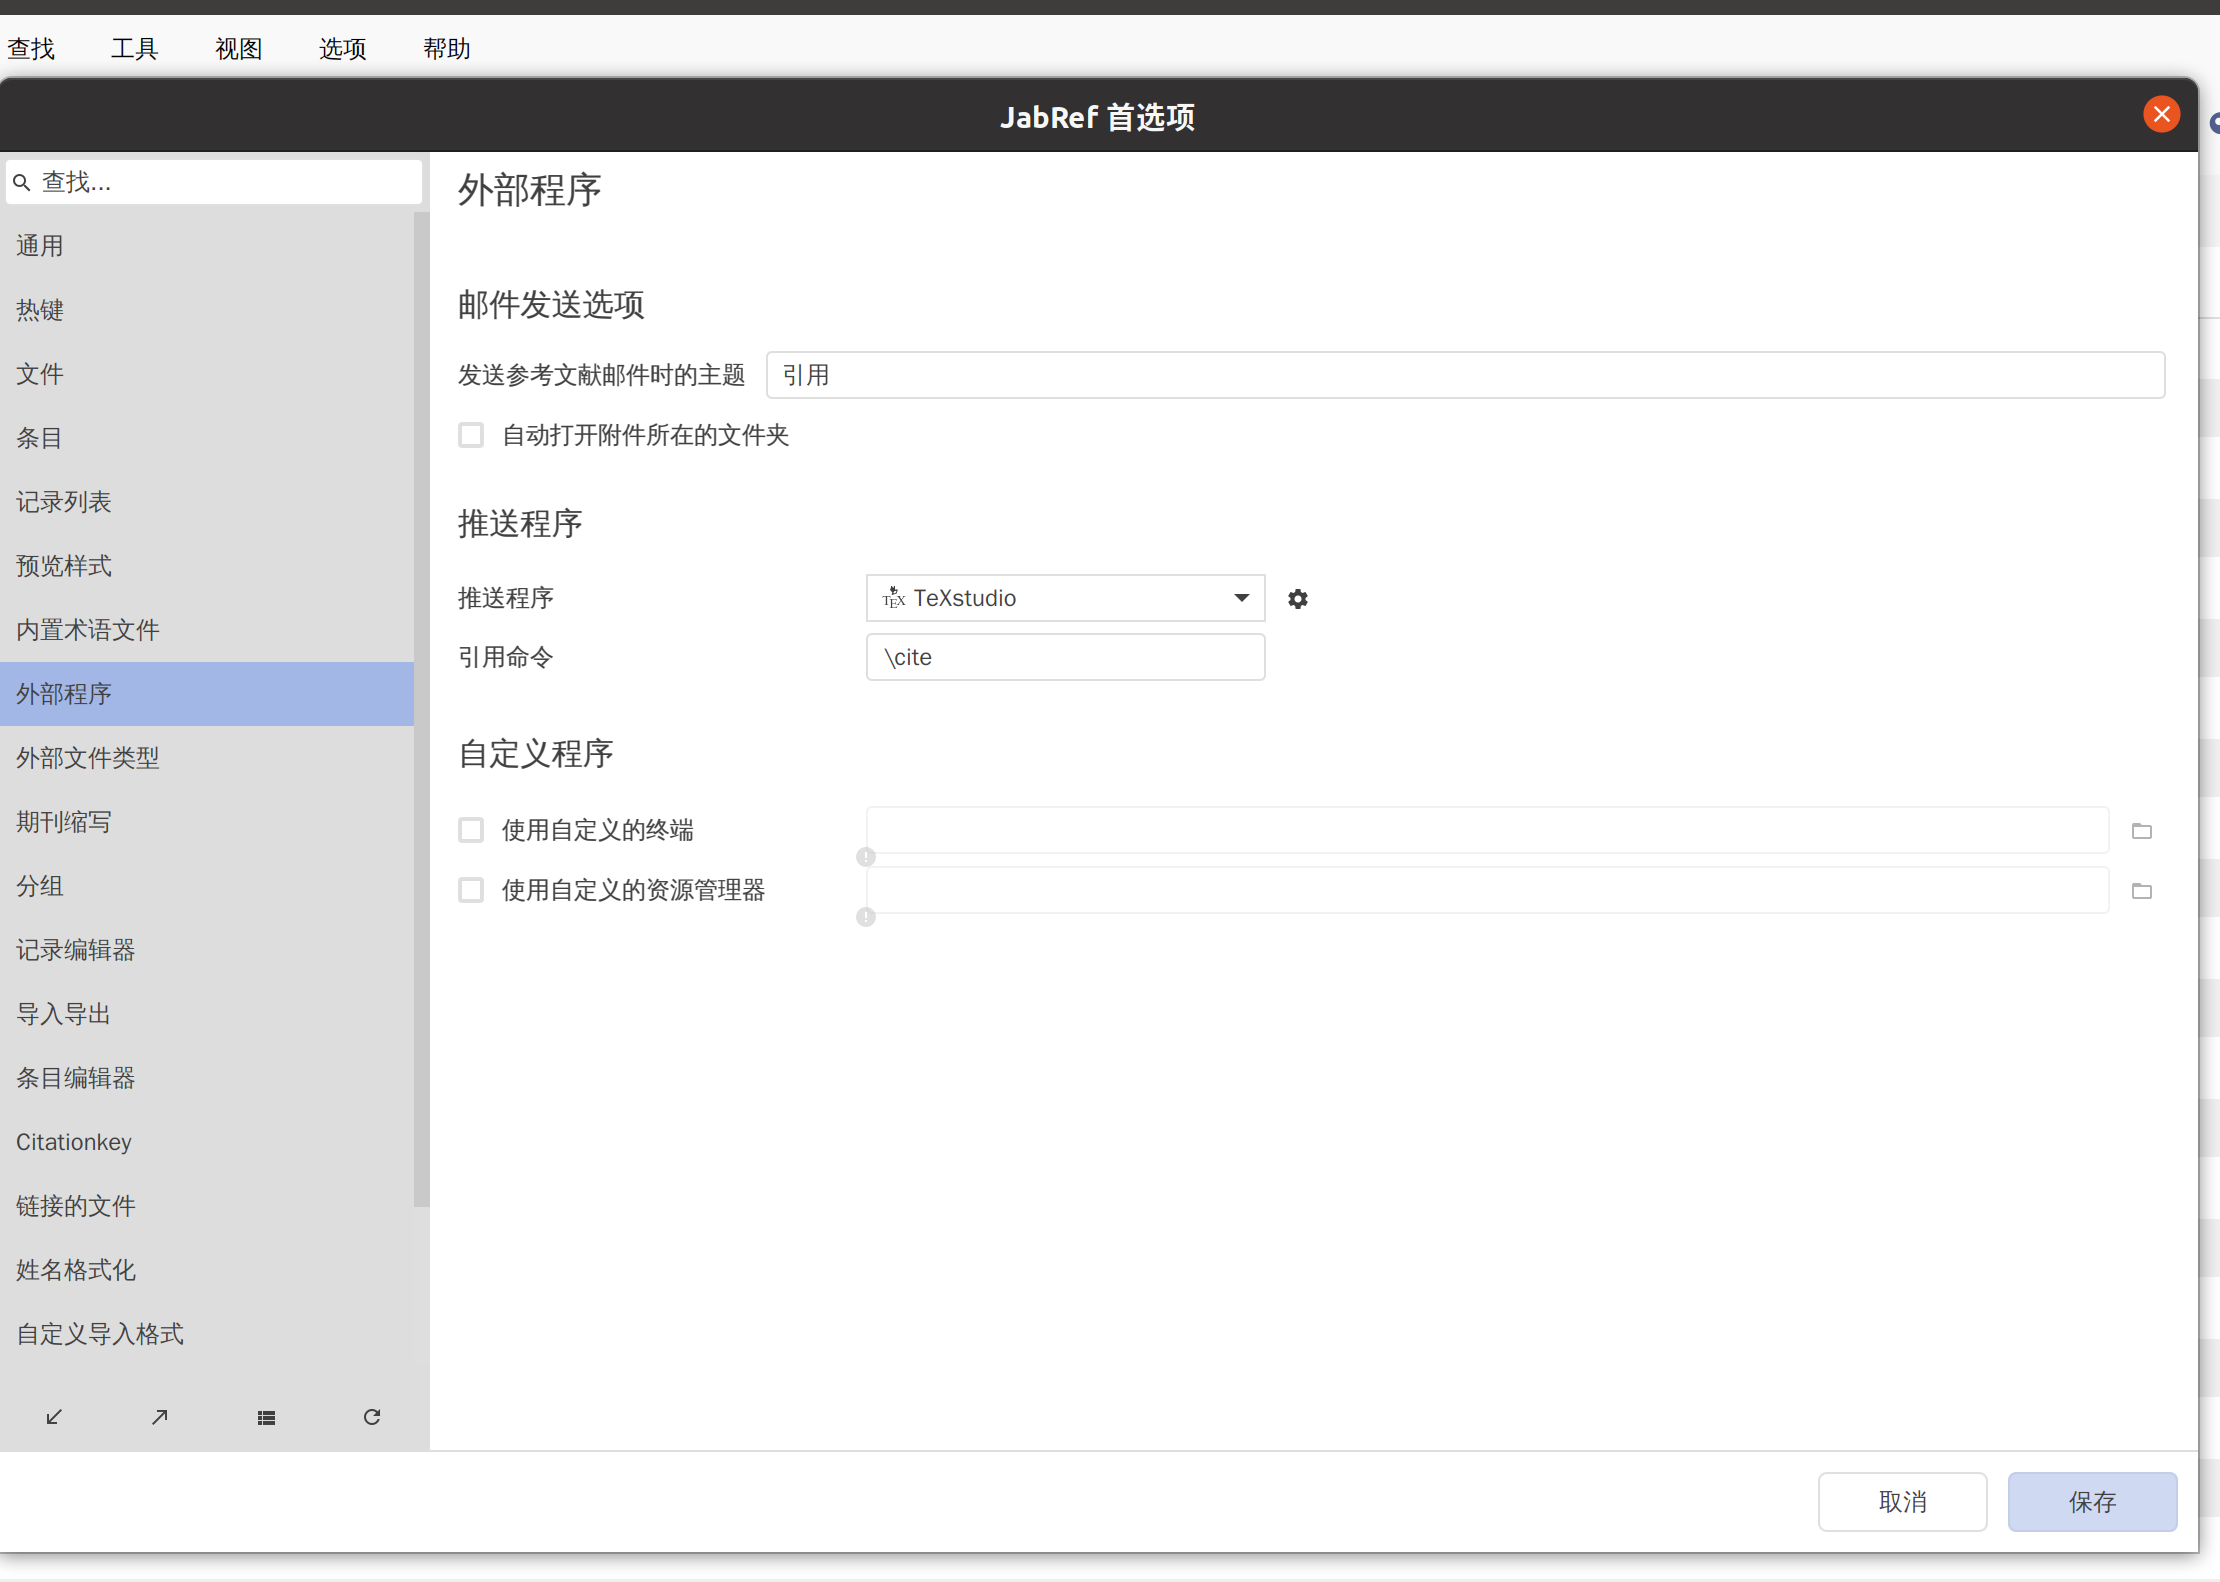 查找 工具 视图 选项 帮助
JabRef 首选项
查找...
通用
热键
文件
条目
记录列表
预览样式
内置术语文件
外部程序
外部文件类型
期刊缩写
分组
记录编辑器
导入导出
条目编辑器
Citationkey
链接的文件
姓名格式化
自定义导入格式
外部程序
邮件发送选项
发送参考文献邮件时的主题 引用
自动打开附件所在的文件夹
推送程序
推送程序 TEX TeXstudio
引用命令 \cite
自定义程序
使用自定义的终端
使用自定义的资源管理器
取消 保存